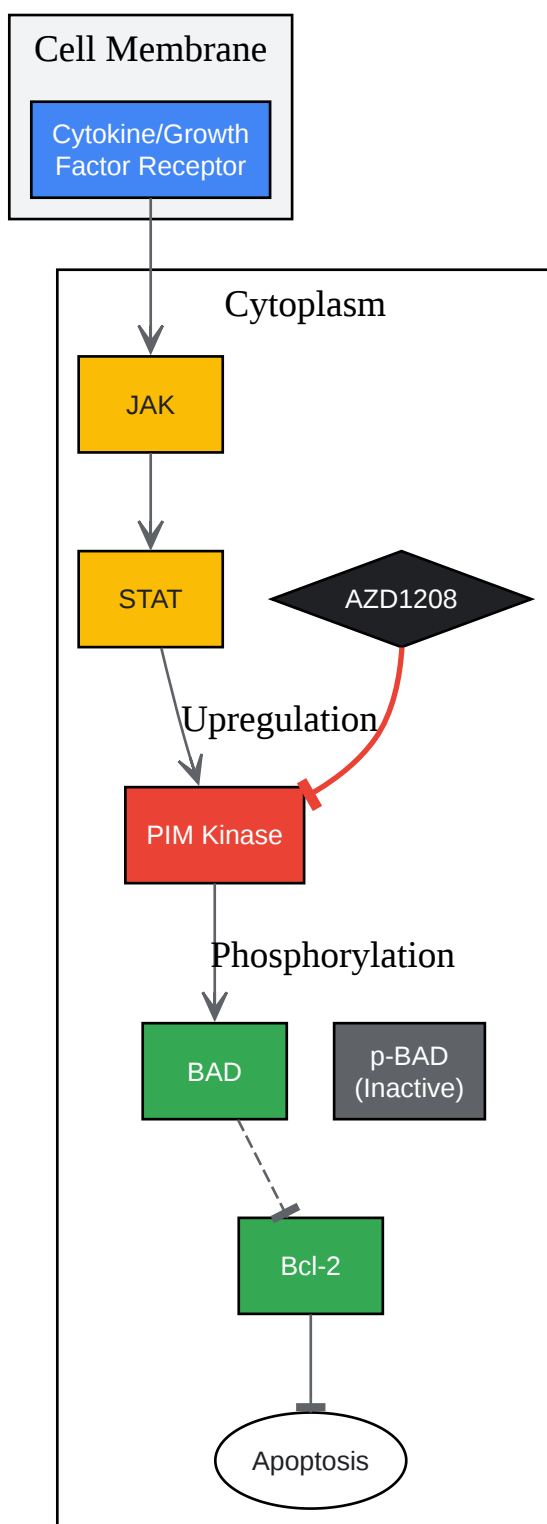 Cell Membrane
Cytokine/Growth
Factor Receptor
Cytoplasm
JAK
STAT
AZD1208
Upregulation
PIM Kinase
Phosphorylation
BAD
p-BAD
(Inactive)
Bcl-2
Apoptosis